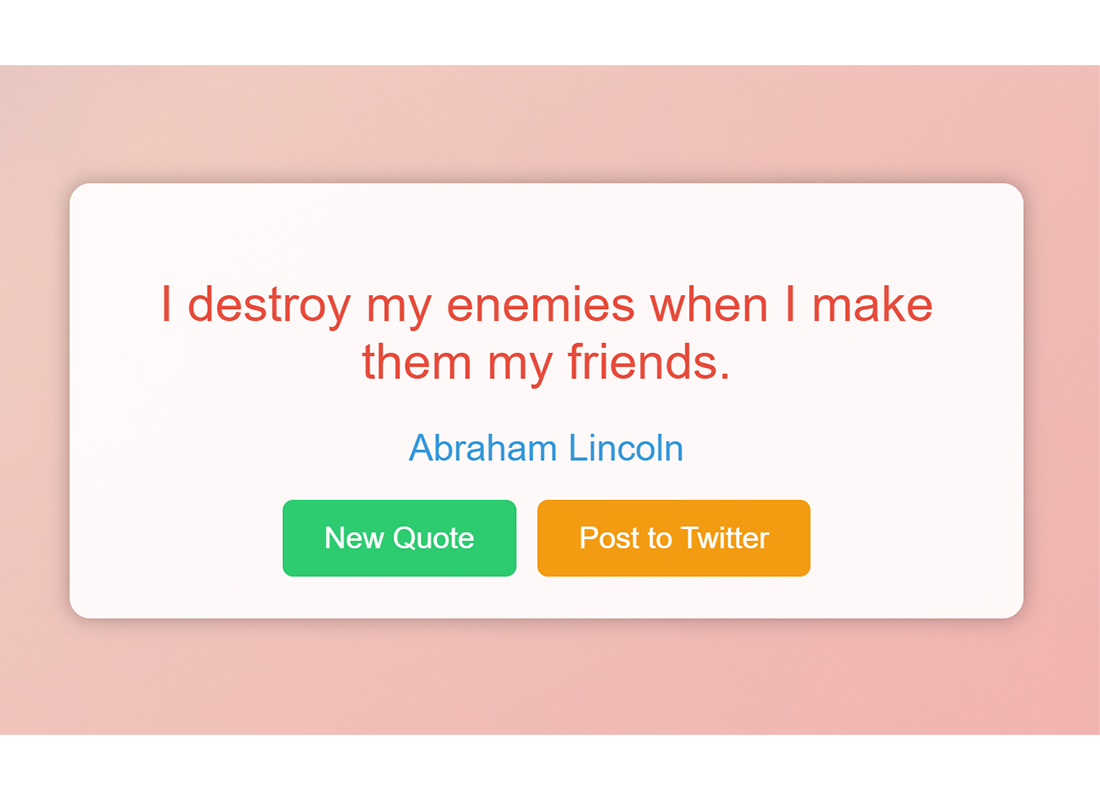 I destroy my enemies when I make
them my friends.
Abraham Lincoln
New Quote
Post to Twitter